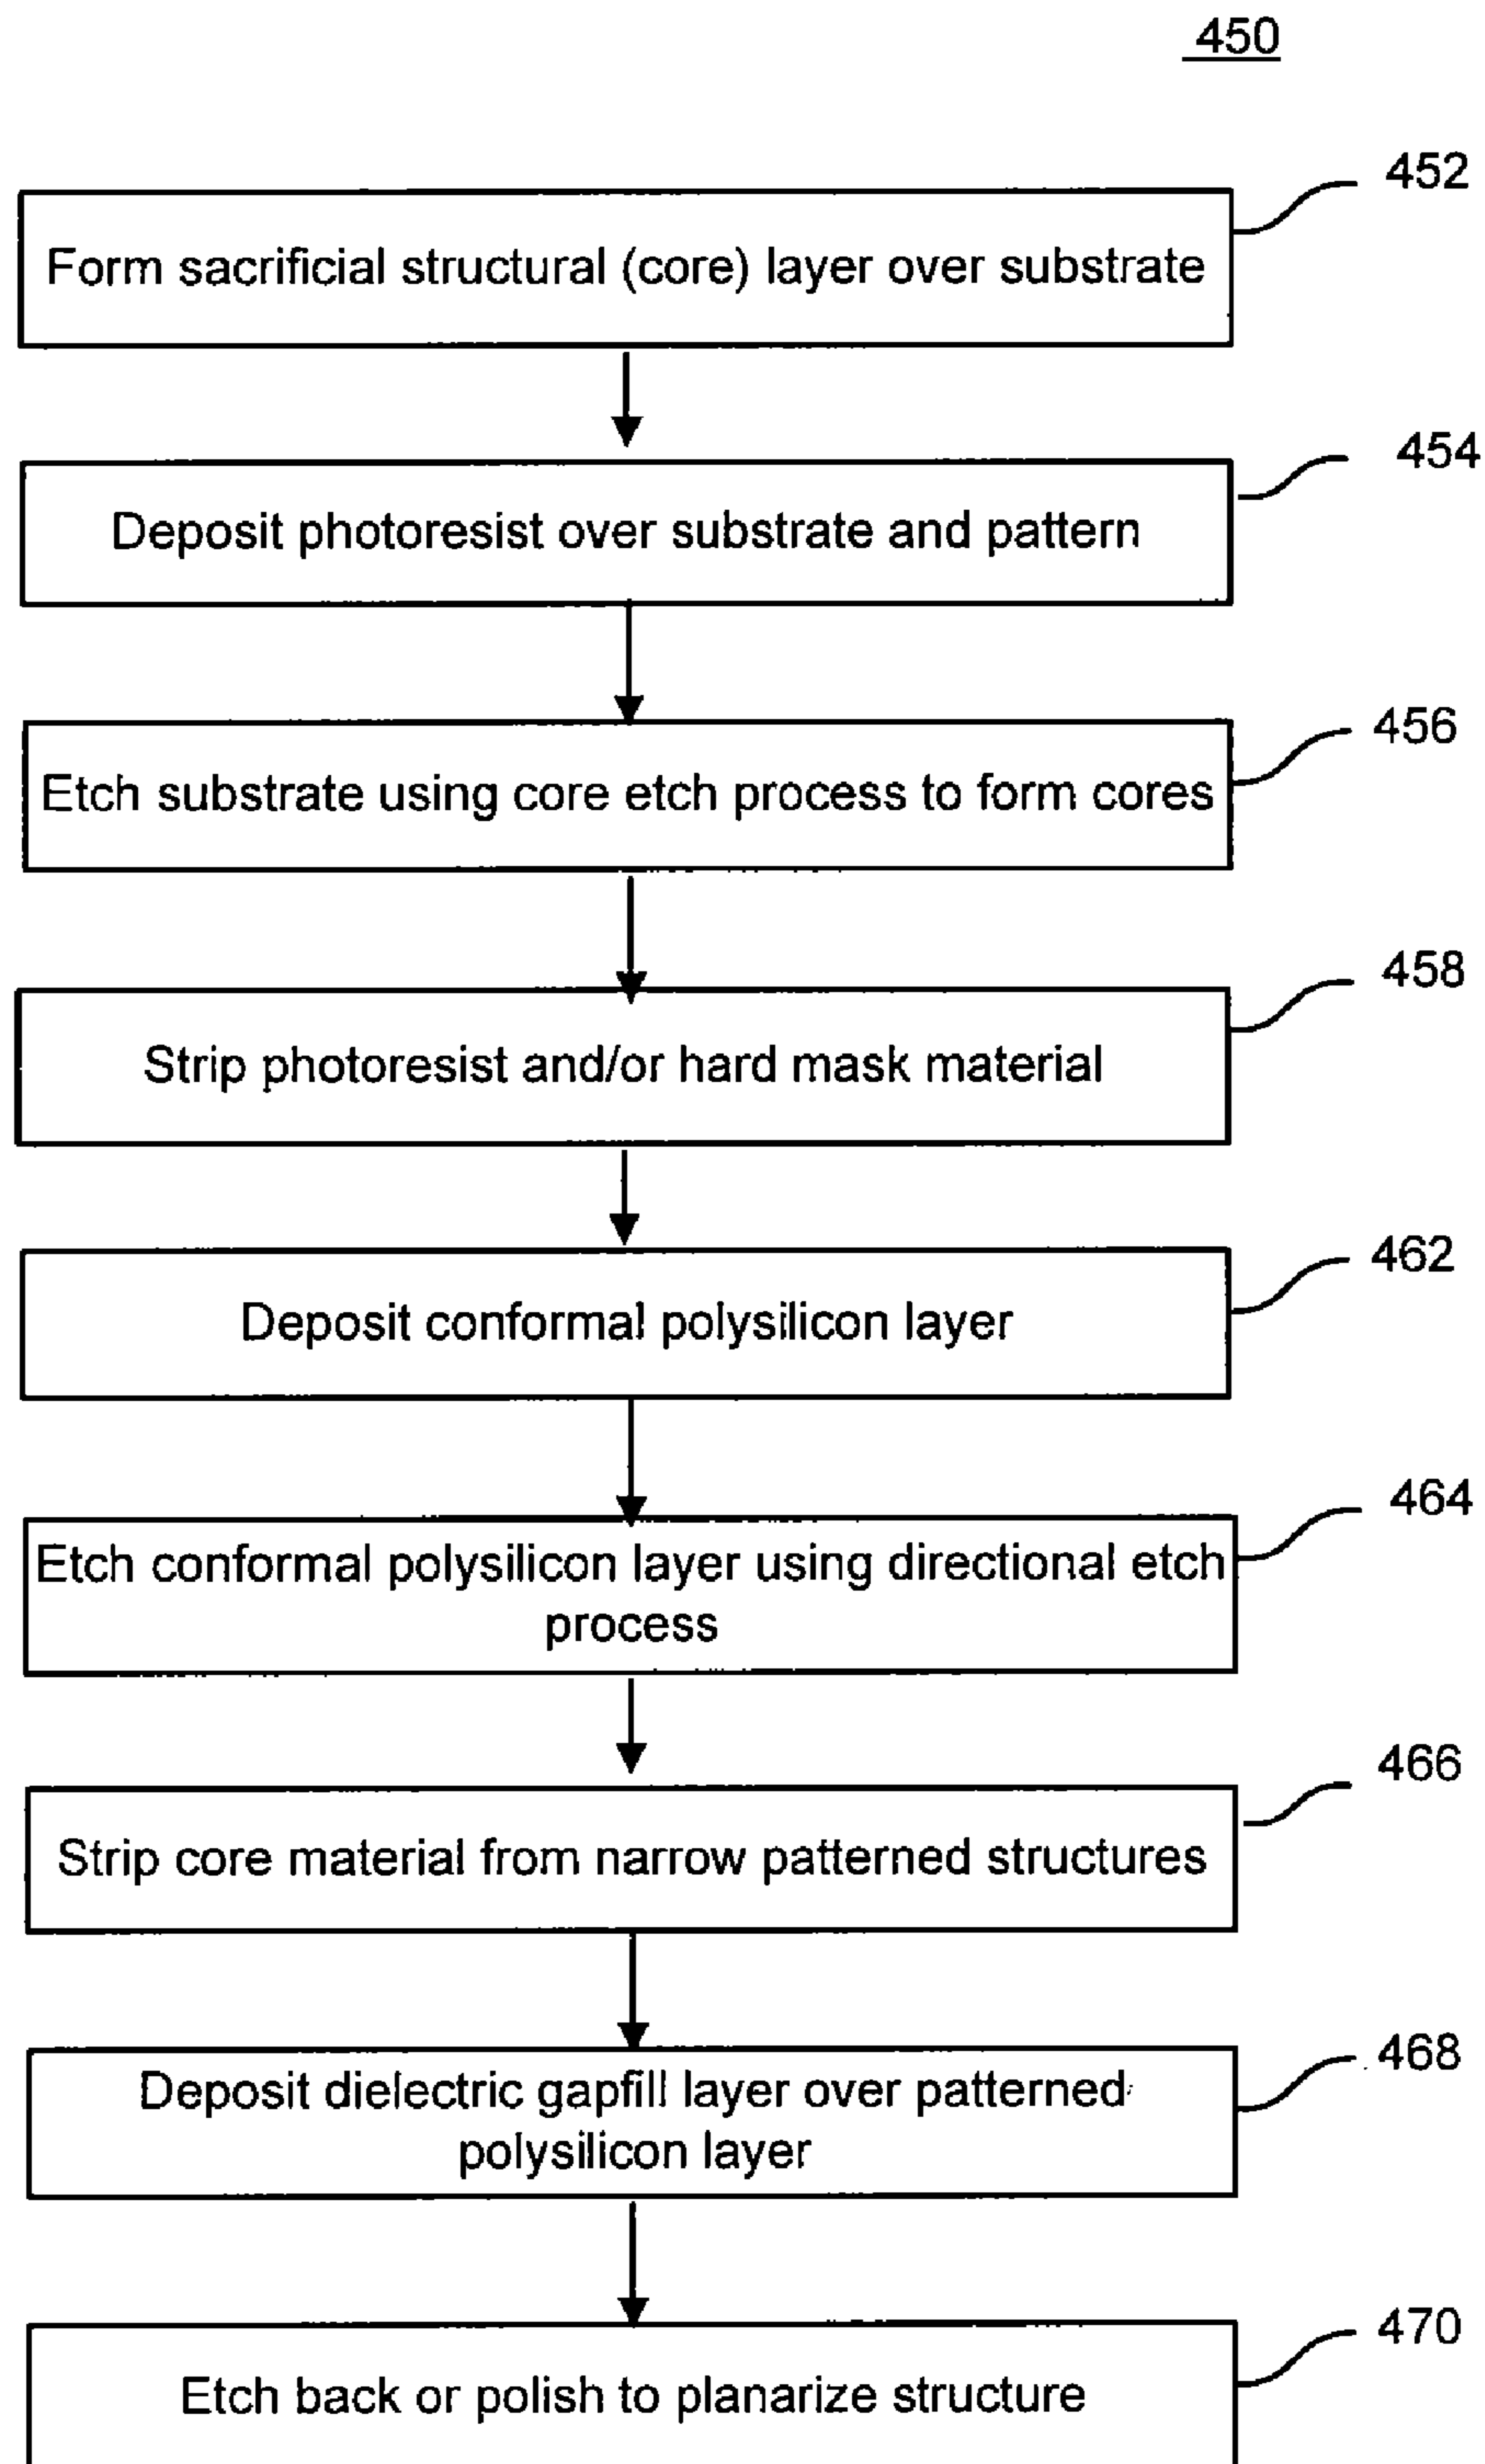 450
452
Form sacrificial structural (core) layer over substrate
454
Deposit photoresist over substrate and pattern
456
Etch substrate using core etch process to form cores
458
Strip photoresist and/or hard mask material
462
Deposit conformal polysilicon layer
464
Etch conformal polysilicon layer using directional etch
process
466
Strip core material from narrow patterned structures
468
Deposit dielectric gapfill layer over patterned
polysilicon layer
470
Etch back or polish to planarize structure